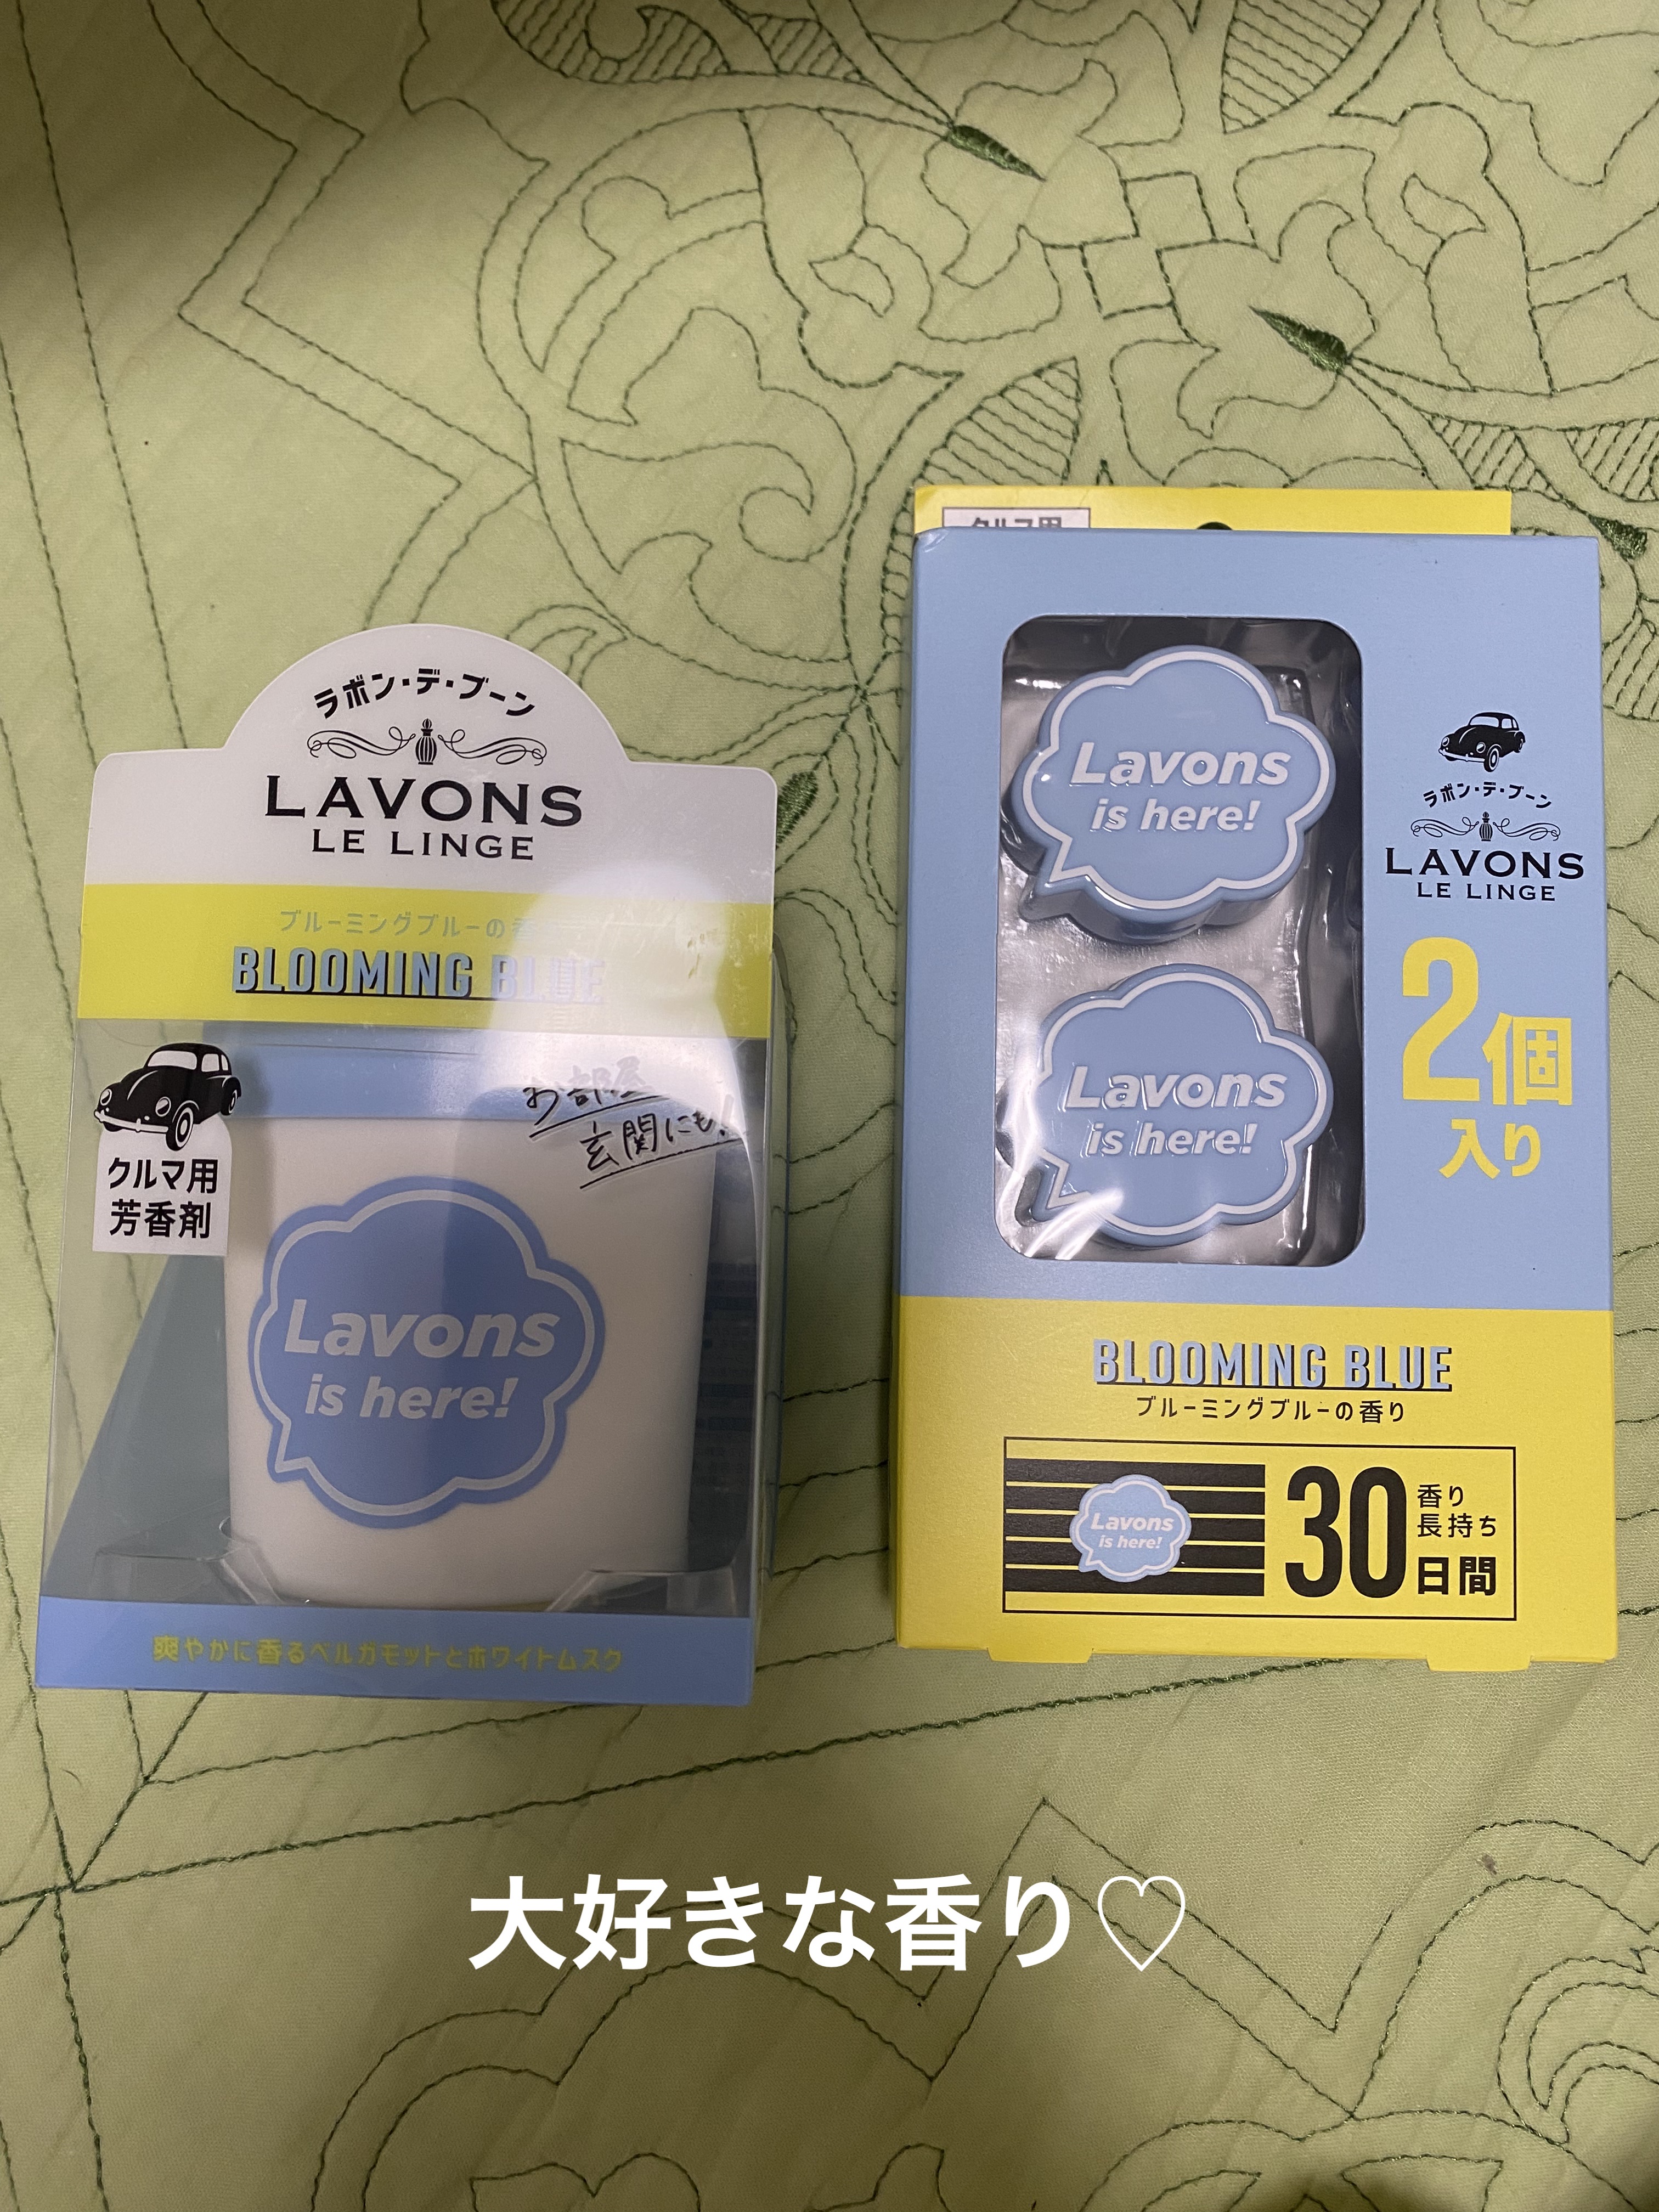 ラボン・デ・ブーン
LAVONS
LE LINGE
ブルーミングブルーの香
BLOOMING BLUE
お部屋
玄関にも!
クルマ用
芳香剤
Lavons
is here!
爽やかに香るベルガモットとホワイトムスク
クルマ用
Lavons
is here!
Lavons
is here!
ラボン・デ・ブーン
LAVONS
LE LINGE
2個
入り
BLOOMING BLUE
ブルーミングブルーの香り
Lavons
is here!
30
香り
長持ち
日間
大好きな香り♡